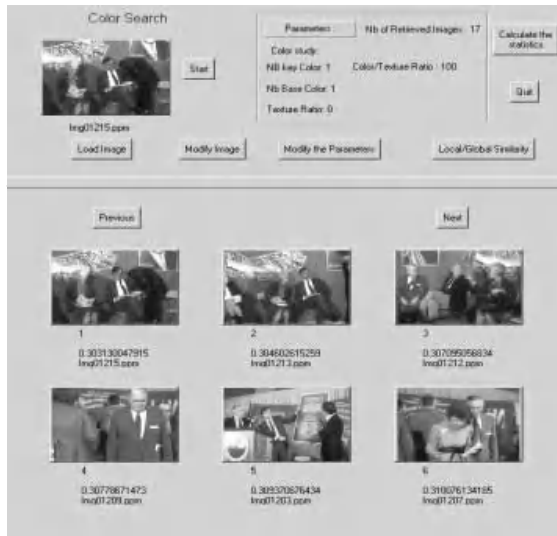 Color Search
Parameters
Nb of Retrieved Images : 17
Calculate the
statistics
Color study:
Start
NB key Color: 1
Color/Texture Ratio : 100
Nb Base Color: 1
Quit
Texture Ratio: 0
Img01215.ppm
Load Image
Modify Image
Modify the Parameters
Local/Global Similarity
Previous
Next
1
2
3
0.303130047915
0.304602615259
0.307095056834
Img01215.ppm
Img01213.ppm
Img01212.ppm
4
5
6
0.30778671473
0.309370676434
0.310076134185
Img01209.ppm
Img01203.ppm
Img01207.ppm